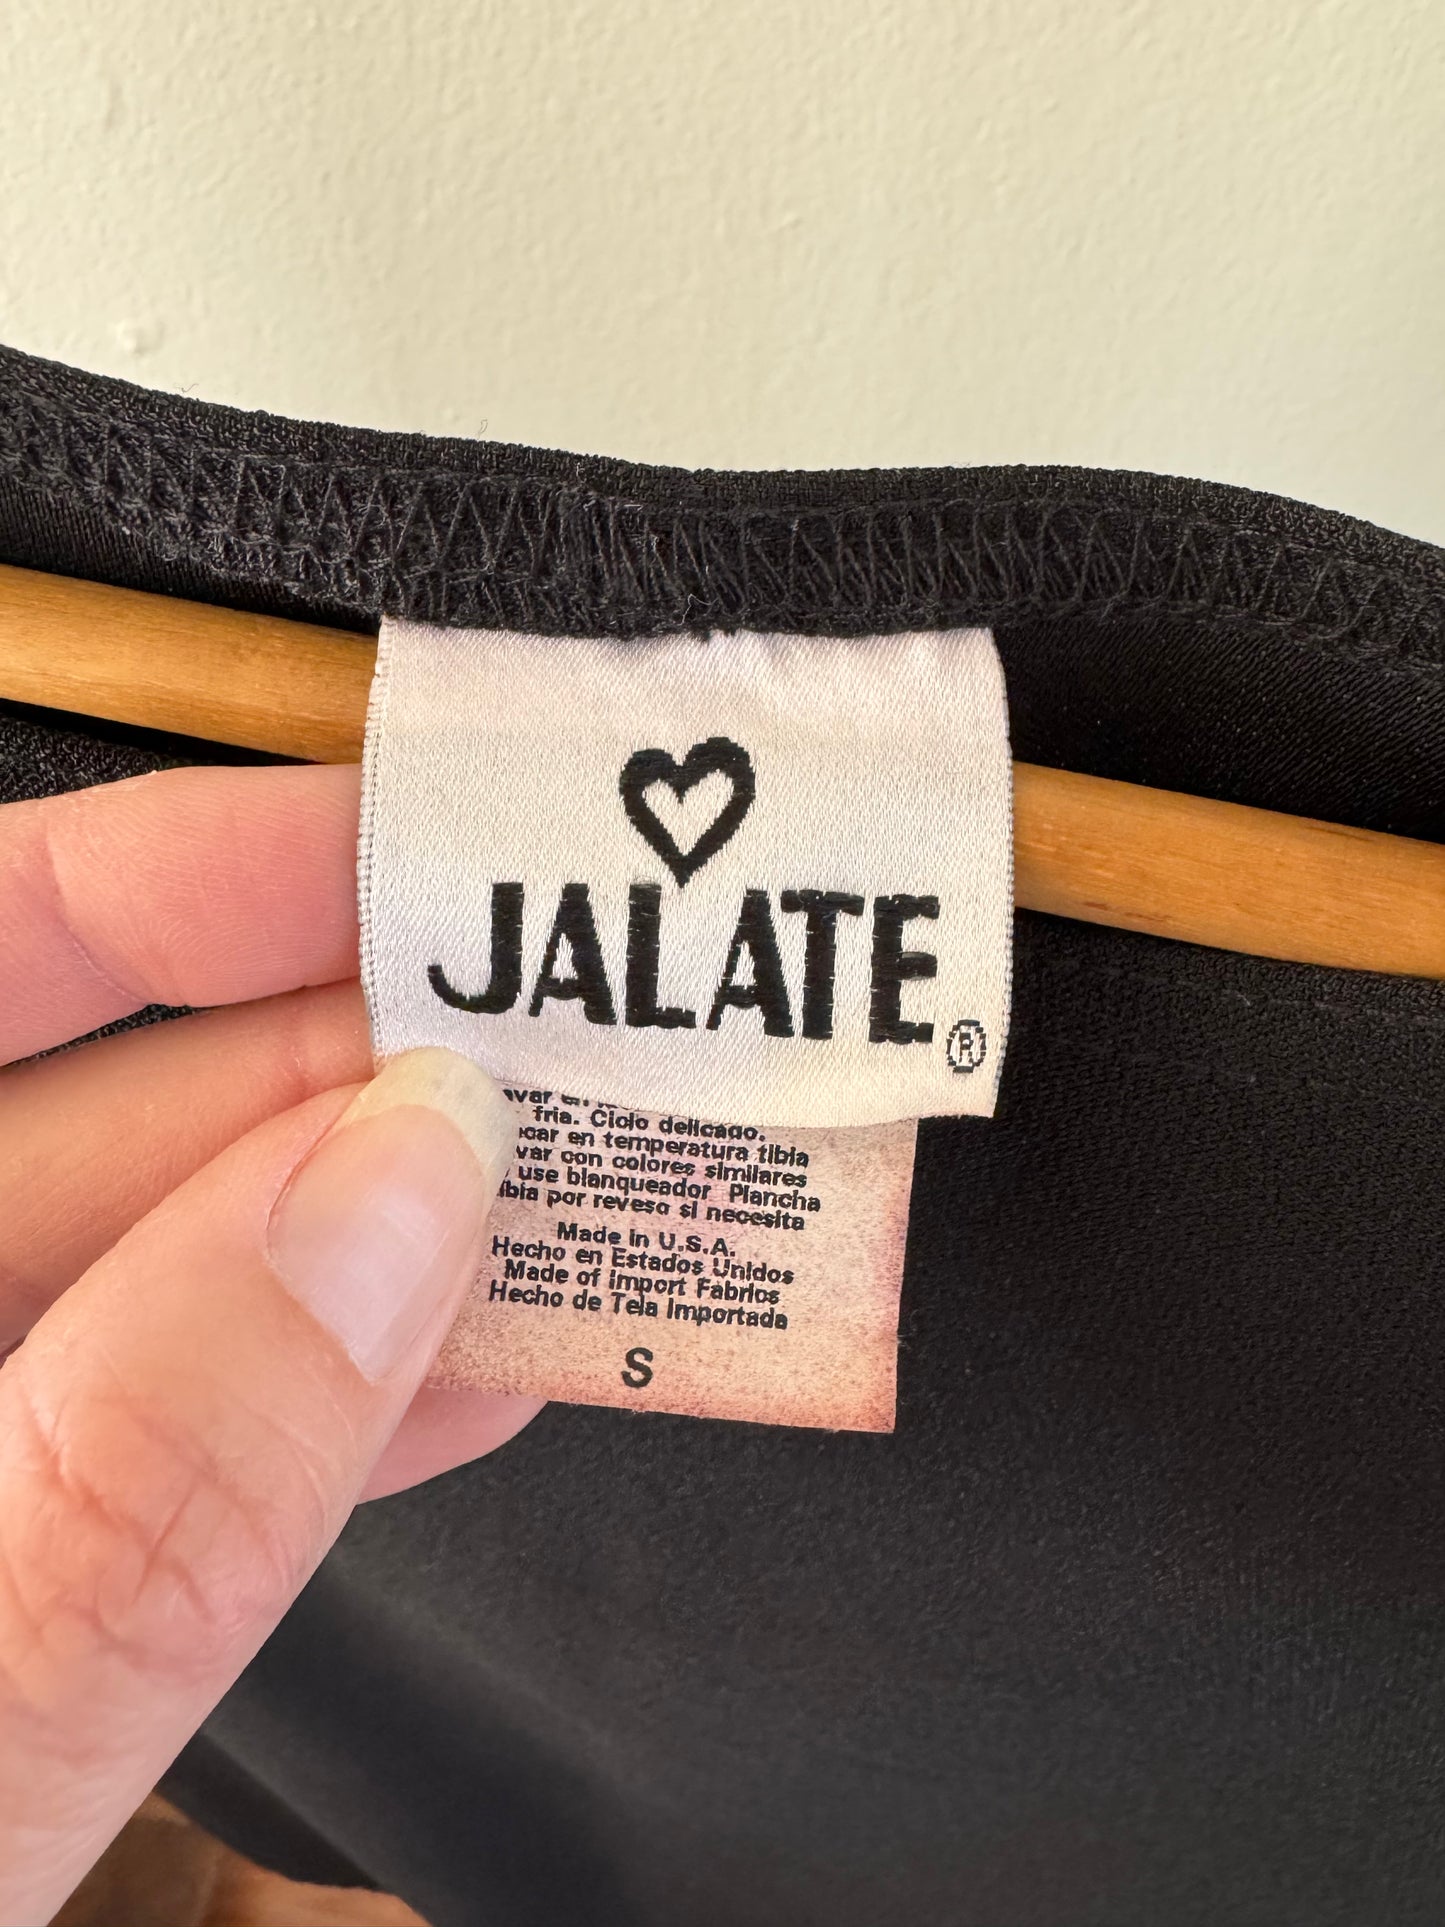 JALATE
®
fria. Ciclo delicado.
en temperatura tibia
con colores similares
use blanqueador Plancha
por reveso si necesita
Made in U.S.A.
Hecho en Estados Unidos
Made of import Fabrics
Hecho de Tela Importada
S